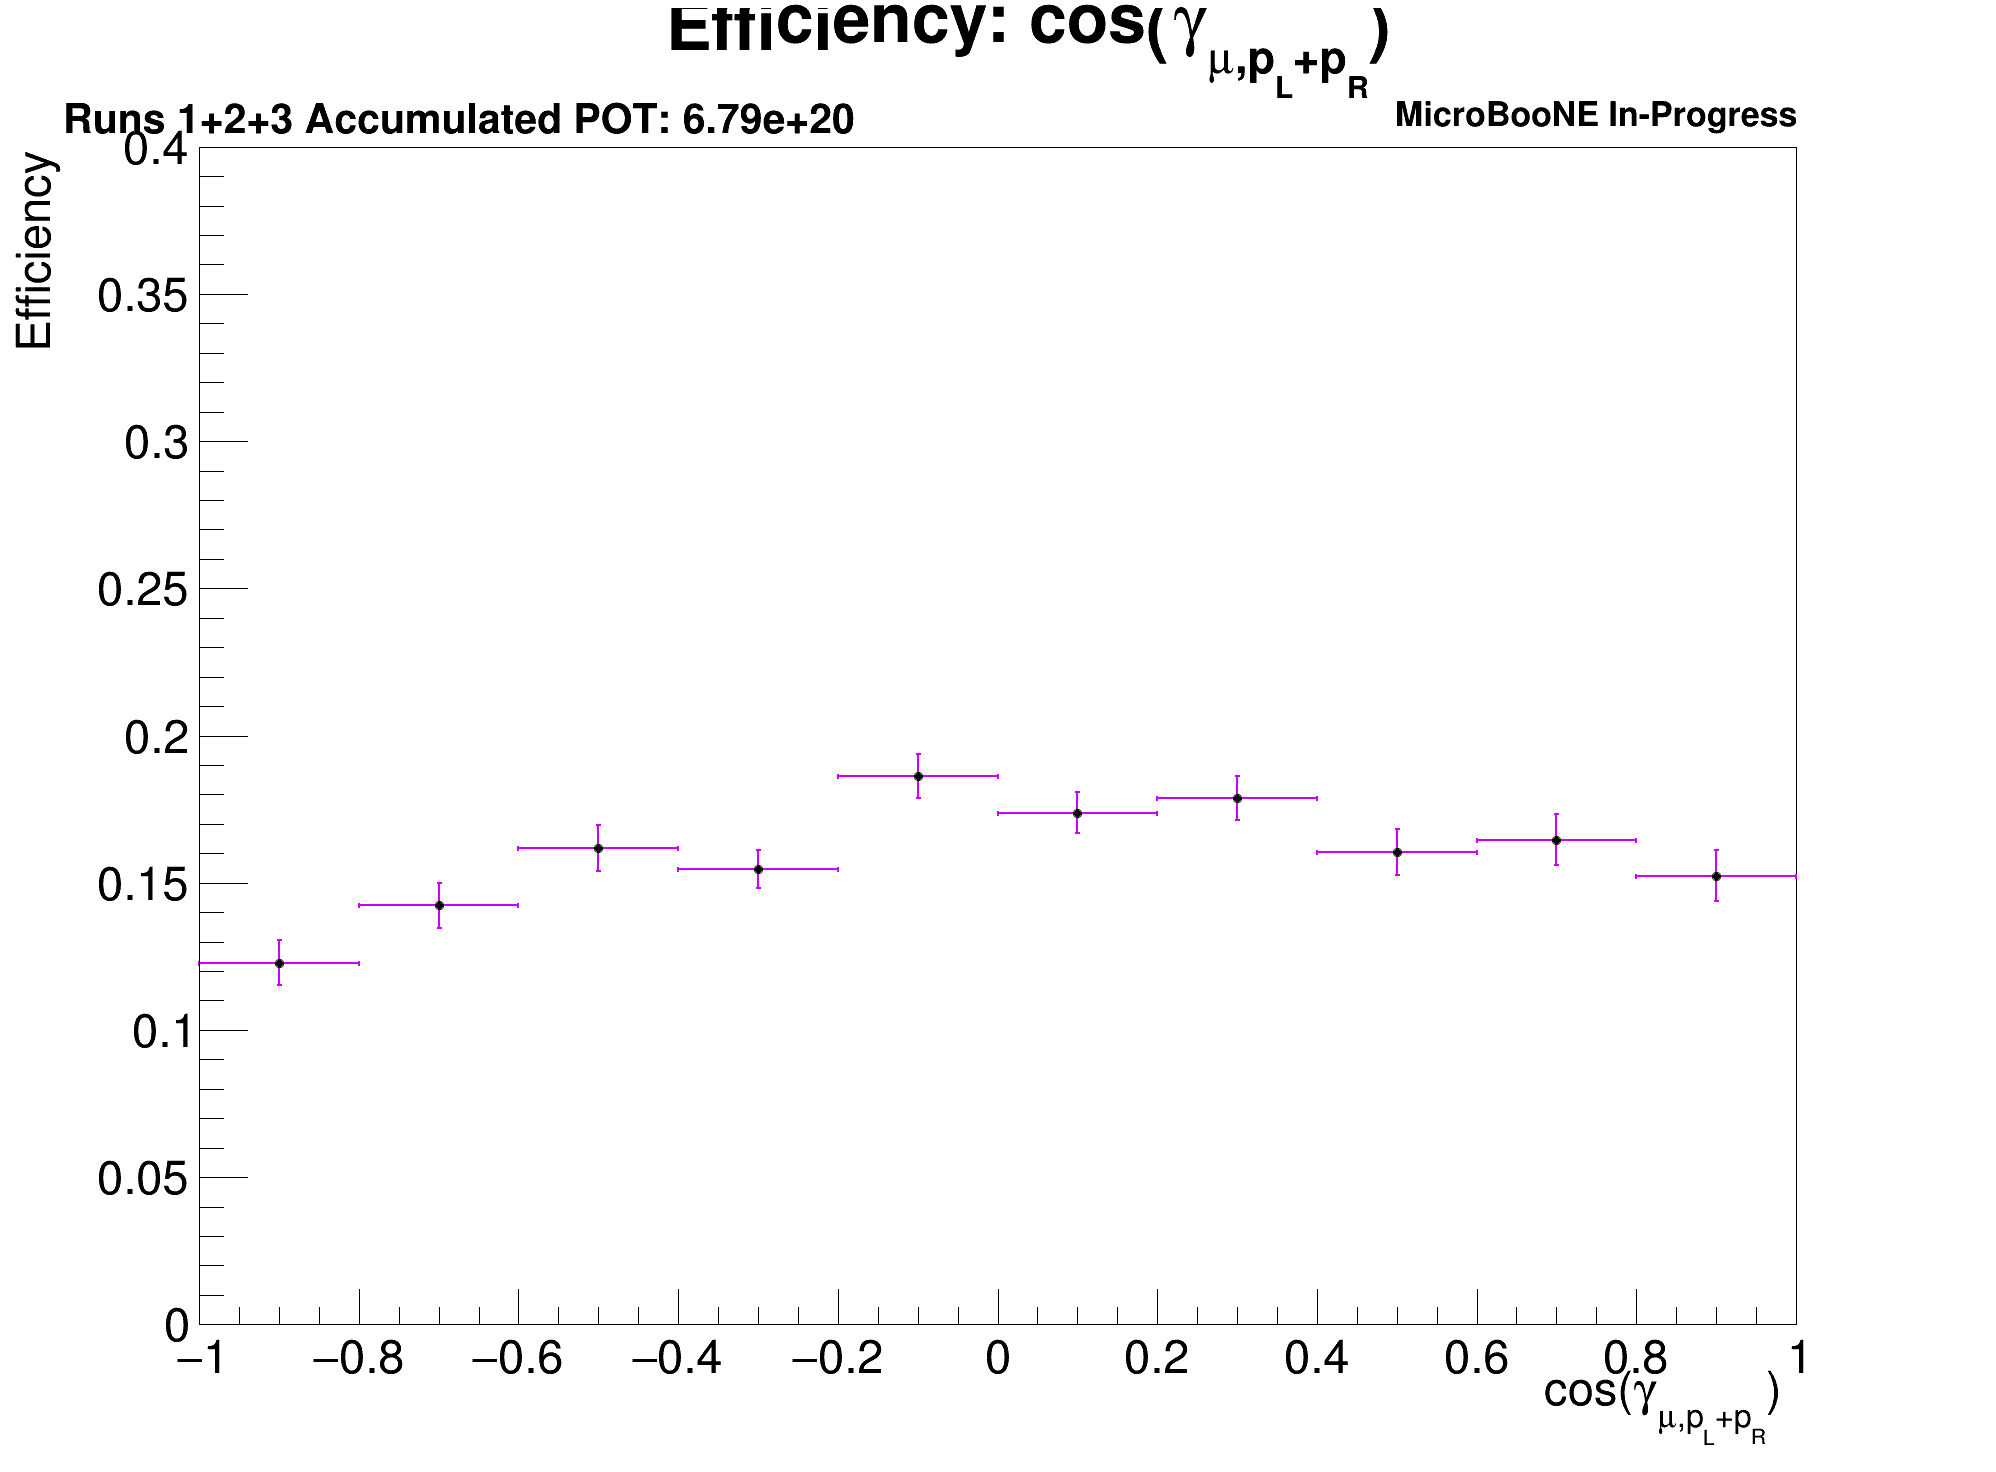 Efficiency: cos(γμ,pL+pR)
Runs 1+2+3 Accumulated POT: 6.79e+20
MicroBooNE In-Progress
Efficiency
0.4
0.35
0.3
0.25
0.2
0.15
0.1
0.05
0
−1 −0.8 −0.6 −0.4 −0.2 0 0.2 0.4 0.6 0.8 1
cos(γμ,pL+pR)